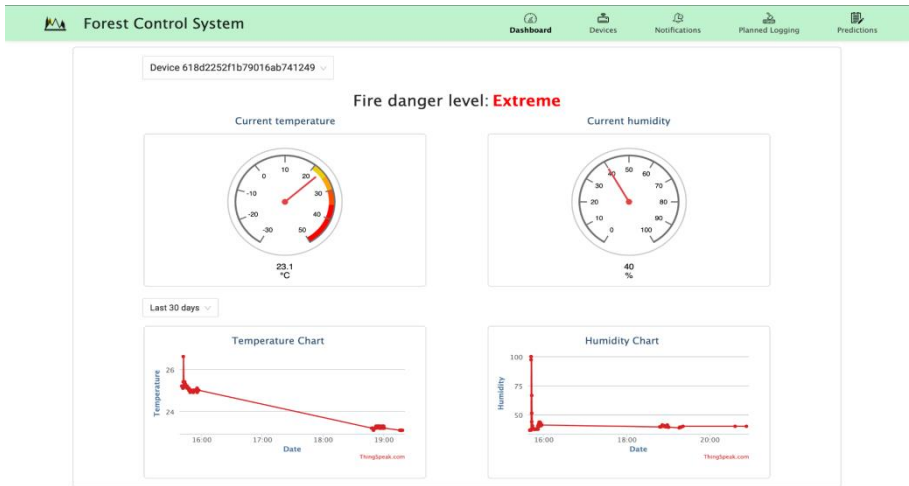 Forest Control System
Dashboard
Devices
Notifications
Planned Logging
Predictions
Device 618d2252f1b79016ab741249
Fire danger level: Extreme
Current temperature
Current humidity
-30
-20
-10
0
10
20
30
40
50
23.1
°C
0
10
20
30
40
50
60
70
80
90
100
40
%
Last 30 days
Temperature Chart
Temperature
26
24
16:00 17:00 18:00 19:00
Date
ThingSpeak.com
Humidity Chart
Humidity
100
75
50
16:00 18:00 20:00
Date
ThingSpeak.com